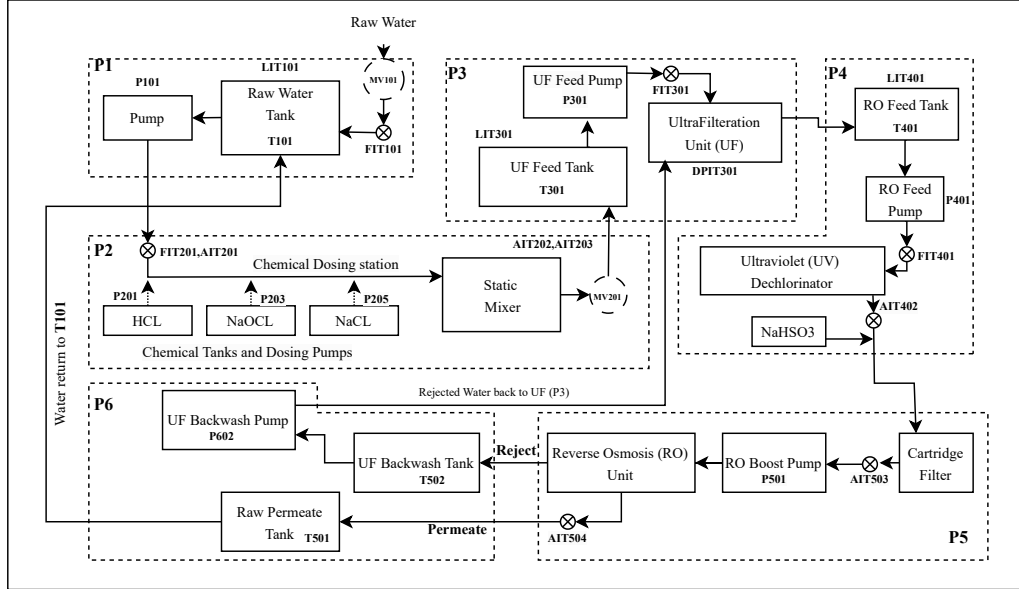 Raw Water
P1
P101
Pump
LIT101
Raw Water
Tank
T101
MV101
FIT101
P3
UF Feed Pump
P301
FIT301
LIT301
UF Feed Tank
T301
UltraFilteration
Unit (UF)
DPIT301
P4
LIT401
RO Feed Tank
T401
RO Feed
Pump
P401
FIT401
Ultraviolet (UV)
Dechlorinator
AIT402
NaHSO3
P2
FIT201,AIT201
Chemical Dosing station
AIT202,AIT203
P201
HCL
P203
NaOCL
P205
NaCL
Static
Mixer
MV201
Chemical Tanks and Dosing Pumps
Water return to T101
P6
UF Backwash Pump
P602
Rejected Water back to UF (P3)
UF Backwash Tank
T502
Raw Permeate
Tank
T501
Reject
Permeate
Reverse Osmosis (RO)
Unit
AIT504
RO Boost Pump
P501
AIT503
Cartridge
Filter
P5